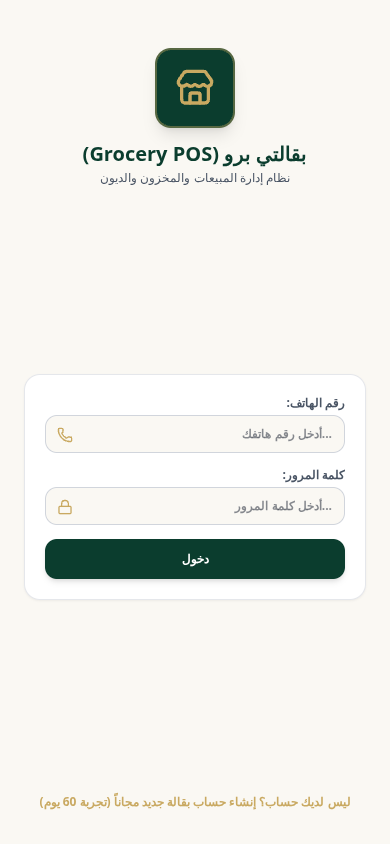 بقالتي برو (Grocery POS)
نظام إدارة المبيعات والمخزون والديون
رقم الهاتف:
أدخل رقم هاتفك...
كلمة المرور:
أدخل كلمة المرور...
دخول
ليس لديك حساب؟ إنشاء حساب بقالة جديد مجاناً (تجربة 60 يوم)